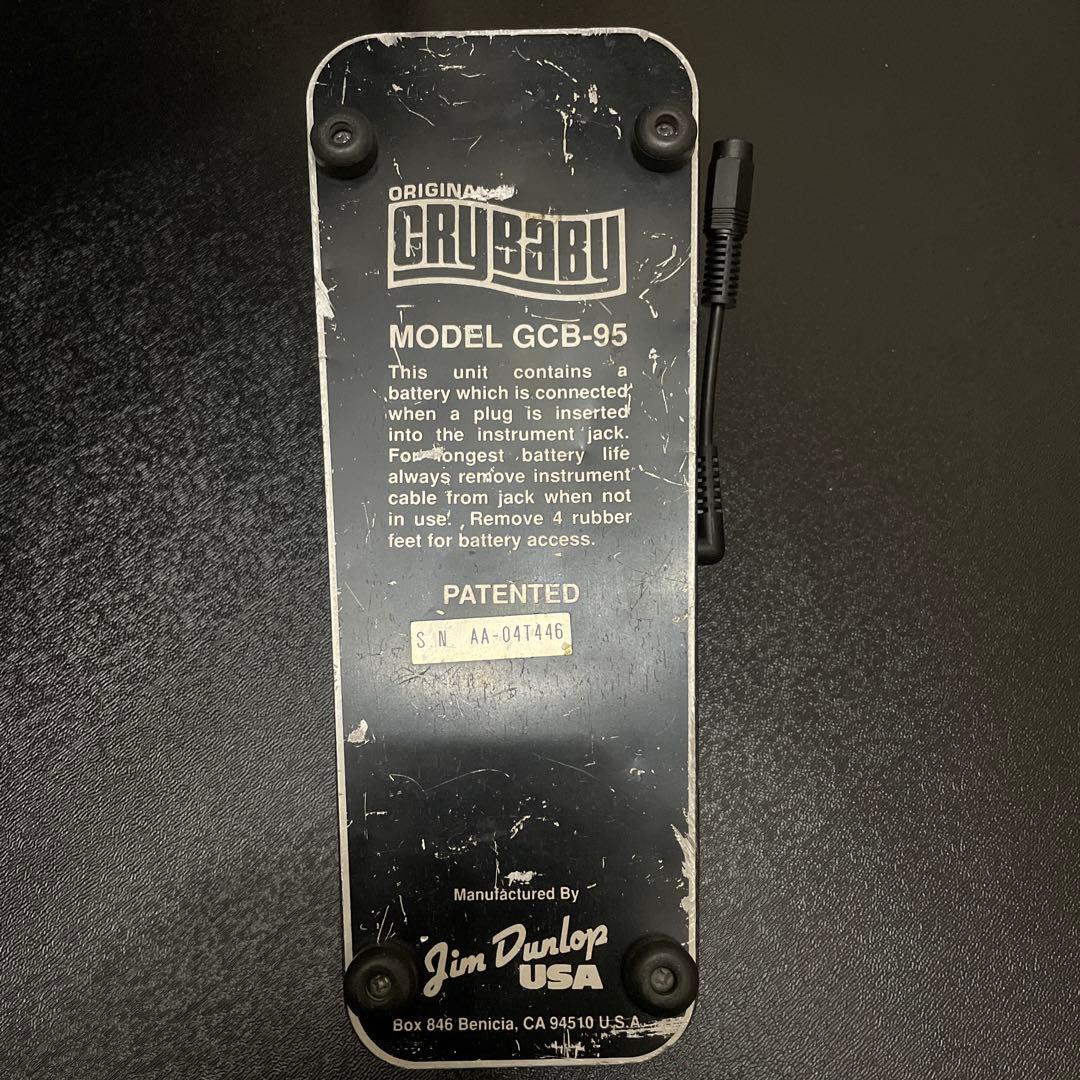 ORIGINAL
CRYBABY
MODEL GCB-95
This unit contains a
battery which is connected
when a plug is inserted
into the instrument jack.
For longest battery life
always remove instrument
cable from jack when not
in use. Remove 4 rubber
feet for battery access.
PATENTED
S.N. AA-04T446
Manufactured By
Jim Dunlop
USA
Box 846 Benicia, CA 94510 U.S.A.